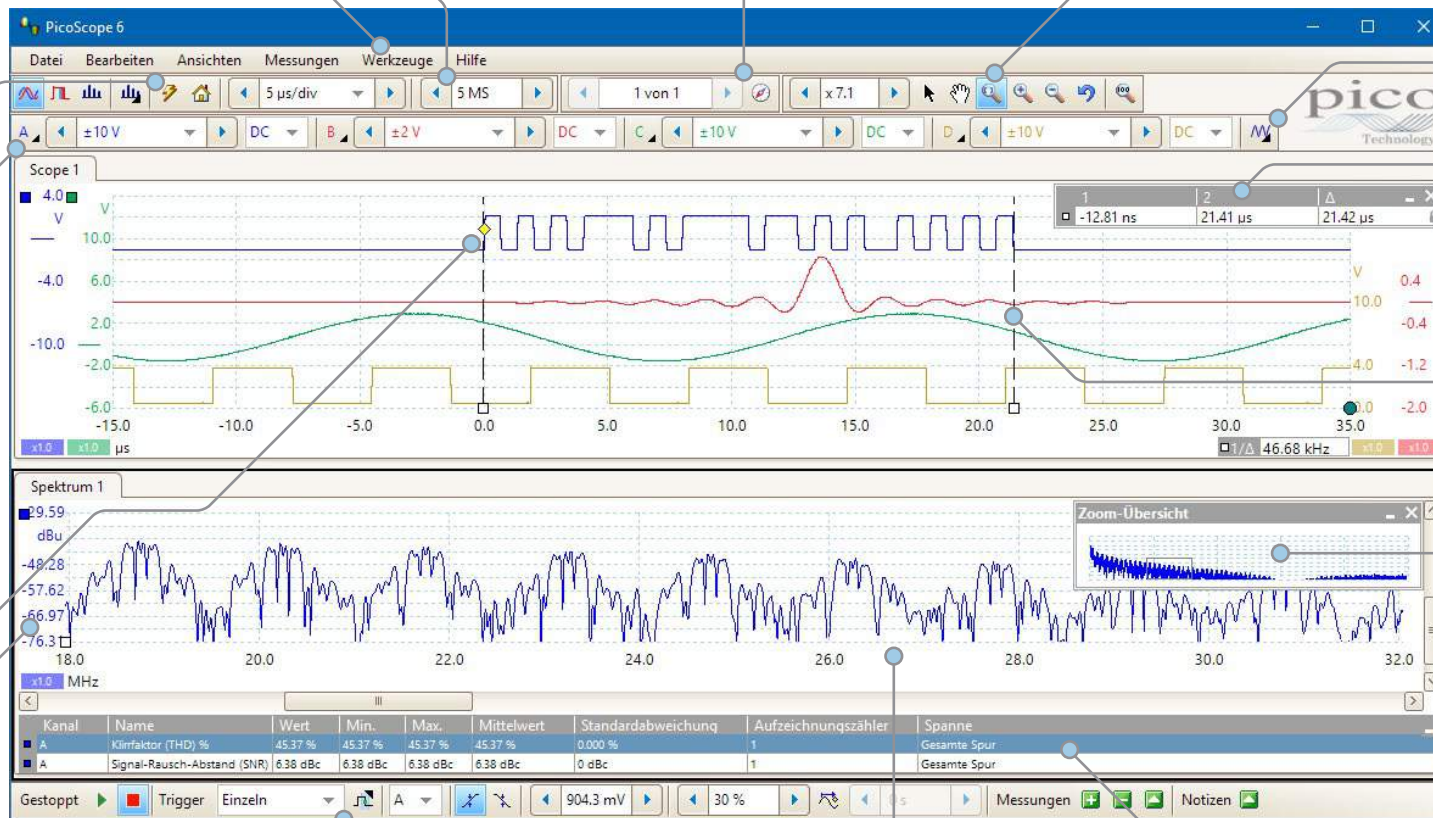 PicoScope 6
Datei Bearbeiten Ansichten Messungen Werkzeuge Hilfe
5 µs/div 5 MS 1 von 1 x 7.1
pico
Technology
A ±10 V DC B ±2 V DC C ±10 V DC D ±10 V DC
Scope 1
1 2 Δ
-12.81 ns 21.41 µs 21.42 µs
4.0 V
V 10.0
-4.0 6.0 V 0.4
10.0
2.0 -0.4
-10.0 -2.0 4.0 -1.2
-6.0 0.0 -2.0
-15.0 -10.0 -5.0 0.0 5.0 10.0 15.0 20.0 25.0 30.0 35.0
x1.0 x1.0 µs 1/Δ 46.68 kHz x1.0 x1.0
Spektrum 1
-29.59 Zoom-Übersicht
dBu
-48.28
-57.62
-66.97
-76.31
18.0 20.0 22.0 24.0 26.0 28.0 30.0 32.0
x1.0 MHz
Kanal Name Wert Min. Max. Mittelwert Standardabweichung Aufzeichnungszähler Spanne
A Klirrfaktor (THD) % 45.37 % 45.37 % 45.37 % 45.37 % 0.000 % 1 Gesamte Spur
A Signal-Rausch-Abstand (SNR) 6.38 dBc 6.38 dBc 6.38 dBc 6.38 dBc 0 dBc 1 Gesamte Spur
Gestoppt Trigger Einzeln A 904.3 mV 30 % 0 s Messungen Notizen